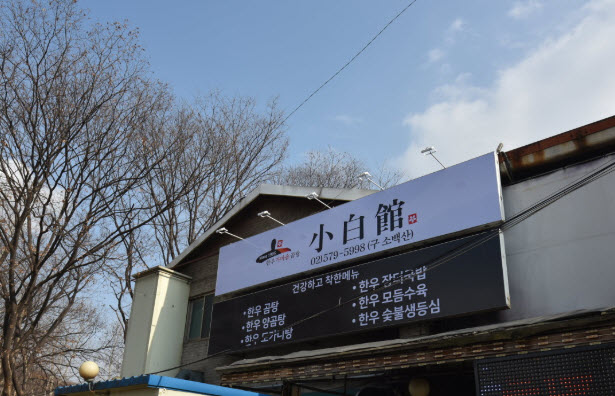 小白館
02)579-5998 (구 소백산)
건강하고 착한메뉴
•한우 곰탕
•한우 양곰탕
•한우 도가니탕
•한우 장터국밥
•한우 모듬수육
•한우 숯불생등심